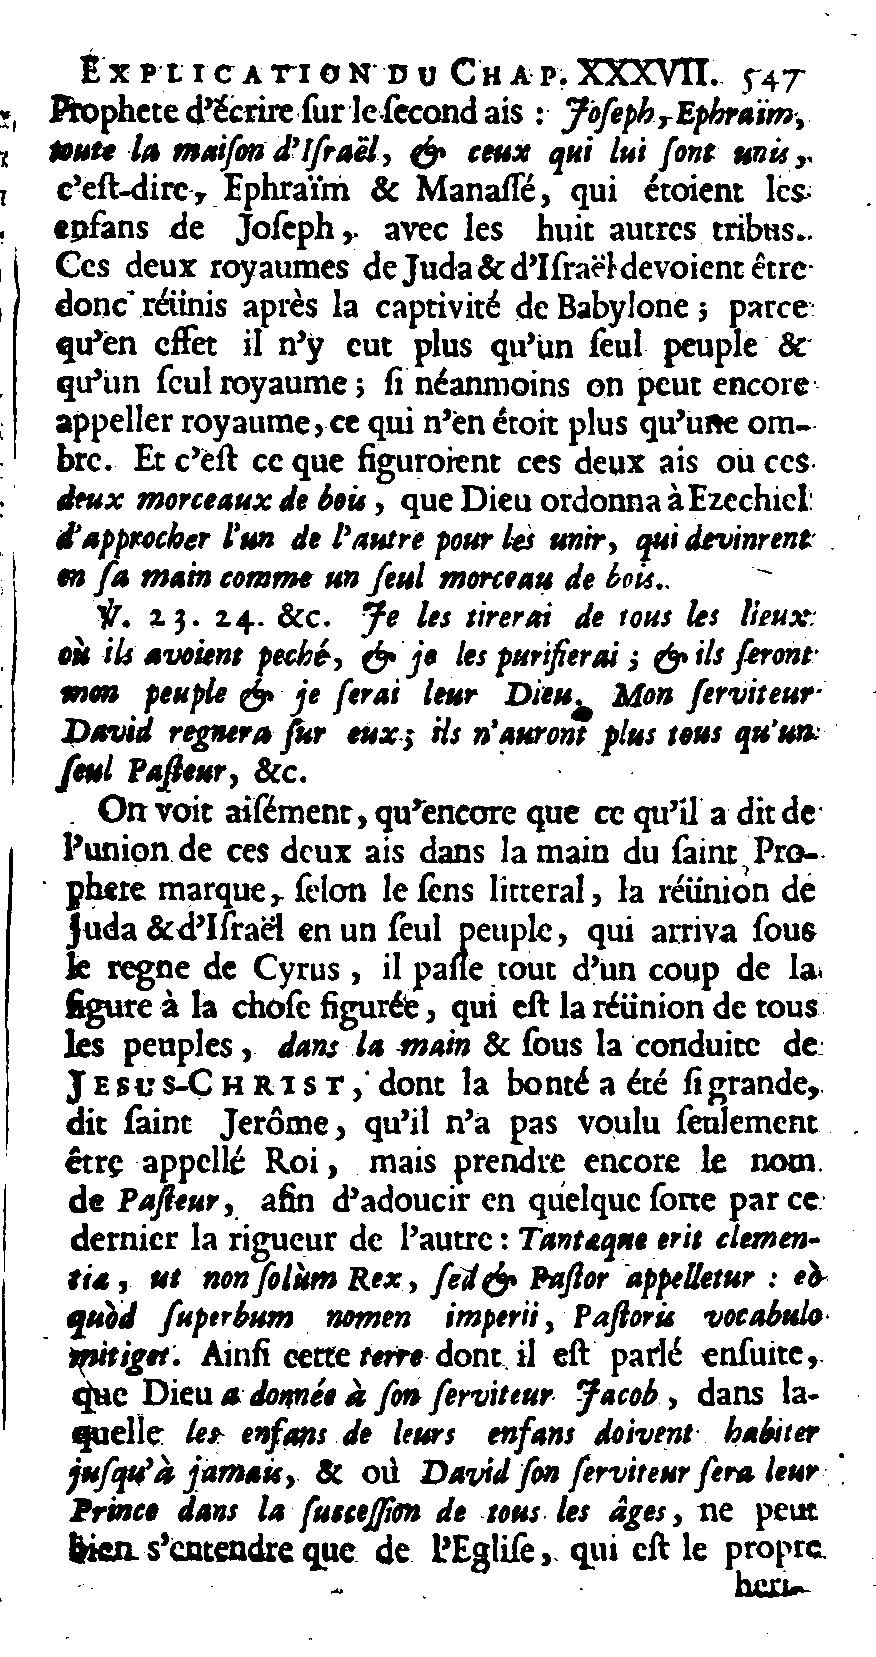 EXPLICATION DU CHAP. XXXVII. 547
Prophete d'écrire ſur le ſecond ais : Joſeph, Ephraïm,
toute la maiſon d'Iſraël, & ceux qui lui ſont unis,
c'eſt-dire, Ephraïm & Manaſſé, qui étoient les
enfans de Joſeph, avec les huit autres tribus.
Ces deux royaumes de Juda & d'Iſraël devoient être
donc réünis après la captivité de Babylone ; parce
qu'en effet il n'y eut plus qu'un ſeul peuple &
qu'un ſeul royaume ; ſi néanmoins on peut encore
appeller royaume, ce qui n'en étoit plus qu'une om-
bre. Et c'eſt ce que figuroient ces deux ais ou ces
deux morceaux de bois, que Dieu ordonna à Ezechiel
d'approcher l'un de l'autre pour les unir, qui devinrent
en ſa main comme un ſeul morceau de bois.
℣. 23. 24. &c. Je les tirerai de tous les lieux
où ils avoient peché, & je les purifierai ; & ils ſeront
mon peuple & je ſerai leur Dieu. Mon ſerviteur
David regnera ſur eux ; ils n'auront plus tous qu'un
ſeul Paſteur, &c.
On voit aiſément, qu'encore que ce qu'il a dit de
l'union de ces deux ais dans la main du ſaint Pro-
phete marque, ſelon le ſens litteral, la réünion de
Juda & d'Iſraël en un ſeul peuple, qui arriva ſous
le regne de Cyrus, il paſſe tout d'un coup de la
figure à la choſe figurée, qui eſt la réünion de tous
les peuples, dans la main & ſous la conduite de
JESUS-CHRIST, dont la bonté a été ſi grande,
dit ſaint Jerôme, qu'il n'a pas voulu ſeulement
être appellé Roi, mais prendre encore le nom
de Paſteur, afin d'adoucir en quelque ſorte par ce
dernier la rigueur de l'autre : Tantaque erit clemen-
tia, ut non ſolùm Rex, ſed & Paſtor appelletur : eò
quòd ſuperbum nomen imperii, Paſtoris vocabulo
mitiget. Ainſi cette terre dont il eſt parlé enſuite,
que Dieu a donnée à ſon ſerviteur Jacob, dans la-
quelle les enfans de leurs enfans doivent habiter
juſqu'à jamais, & où David ſon ſerviteur ſera leur
Prince dans la ſucceſſion de tous les âges, ne peut
bien s'entendre que de l'Egliſe, qui eſt le propre
heri-